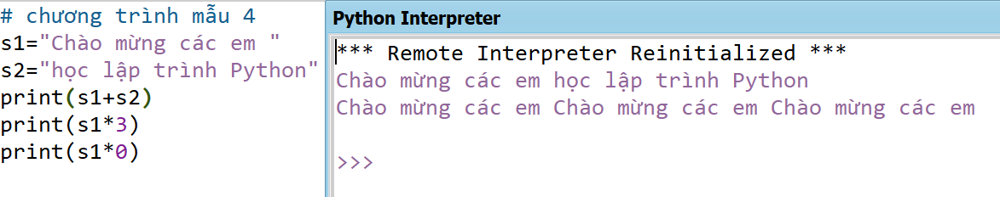 # chương trình mẫu 4
s1="Chào mừng các em "
s2="học lập trình Python"
print(s1+s2)
print(s1*3)
print(s1*0)
Python Interpreter
*** Remote Interpreter Reinitialized ***
Chào mừng các em học lập trình Python
Chào mừng các em Chào mừng các em Chào mừng các em
>>>